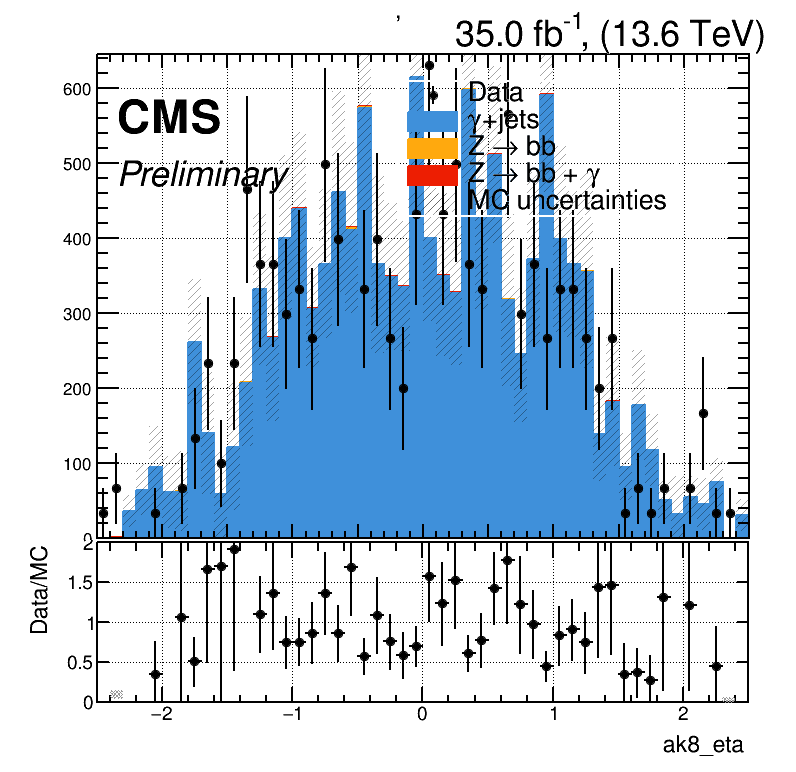 ,
35.0 fb-1, (13.6 TeV)
CMS
Preliminary
Data
γ+jets
Z → bb
Z → bb + γ
MC uncertainties
600
500
400
300
200
100
0
Data/MC
2
1.5
1
0.5
0
−2 −1 0 1 2
ak8_eta